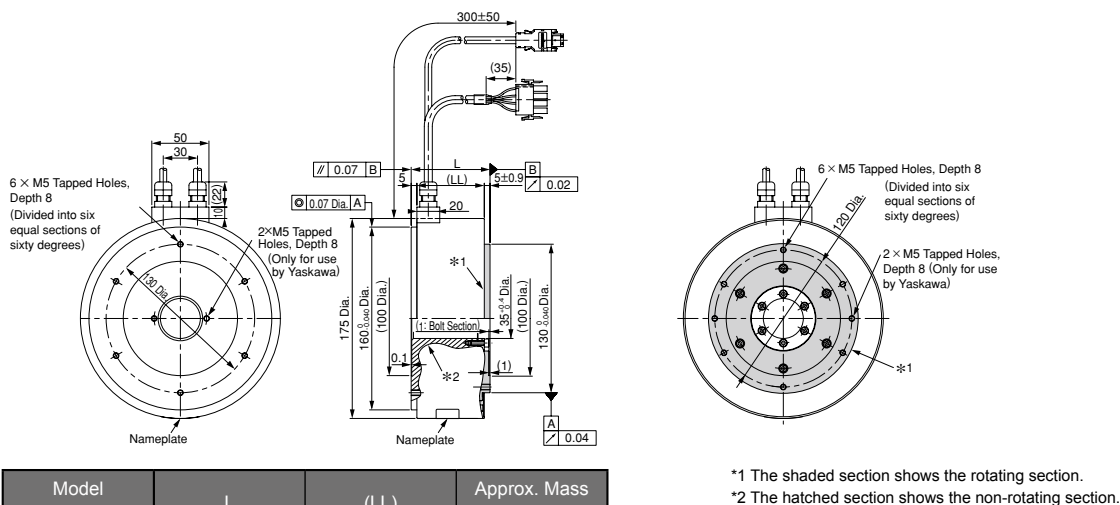 300±50
(35)
50
30
6 × M5 Tapped Holes,
Depth 8
(Divided into six
equal sections of
sixty degrees)
10
(22)
2×M5 Tapped
Holes, Depth 8
(Only for use
by Yaskawa)
130 Dia.
Nameplate
// 0.07 B
L
B
5
(LL)
5±0.9
↗ 0.02
◎ 0.07 Dia. A
20
*1
175 Dia.
160 0 -0.040 Dia.
(100 Dia.)
(1: Bolt Section)
35 +0.4 0 Dia.
(100 Dia.)
130 0 -0.040 Dia.
0.1
*2
(1)
A
↗ 0.04
Nameplate
6 × M5 Tapped Holes, Depth 8
(Divided into six
equal sections of
sixty degrees)
120 Dia.
2 × M5 Tapped Holes,
Depth 8 (Only for use
by Yaskawa)
*1
*1 The shaded section shows the rotating section.
*2 The hatched section shows the non-rotating section.
Model L (LL) Approx. Mass